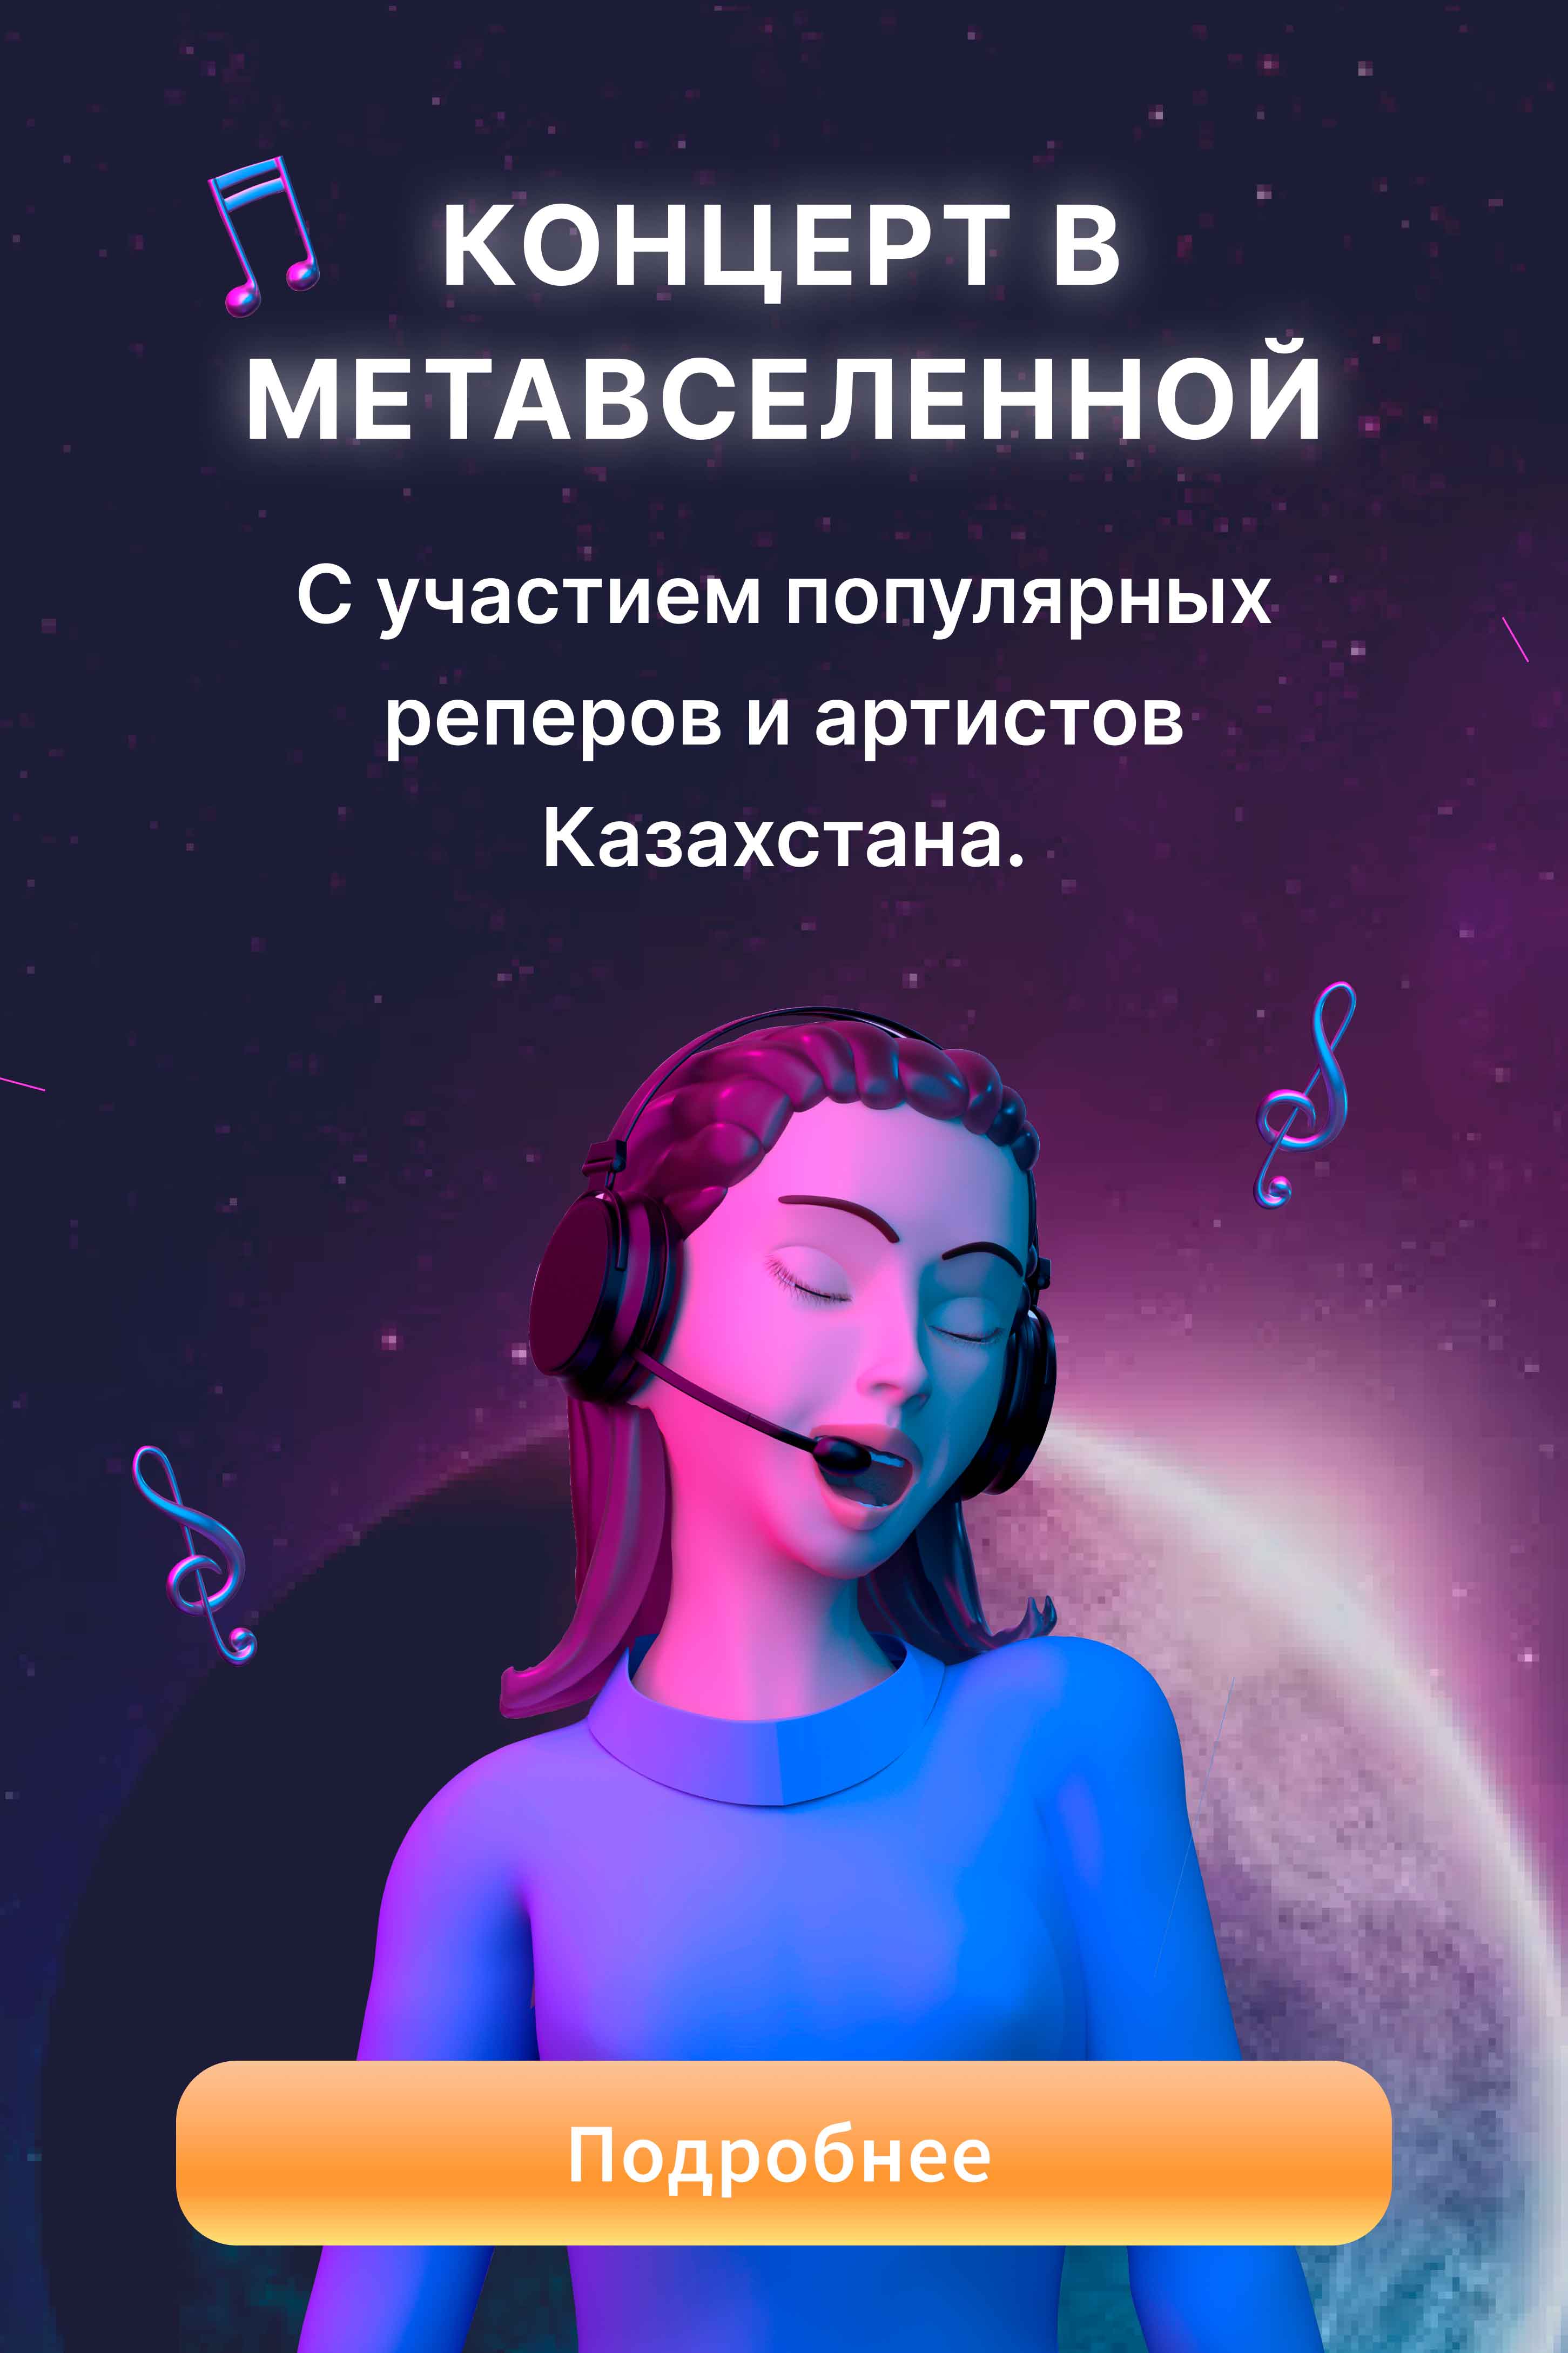 КОНЦЕРТ В
МЕТАВСЕЛЕННОЙ
С участием популярных
реперов и артистов
Казахстана.
Подробнее